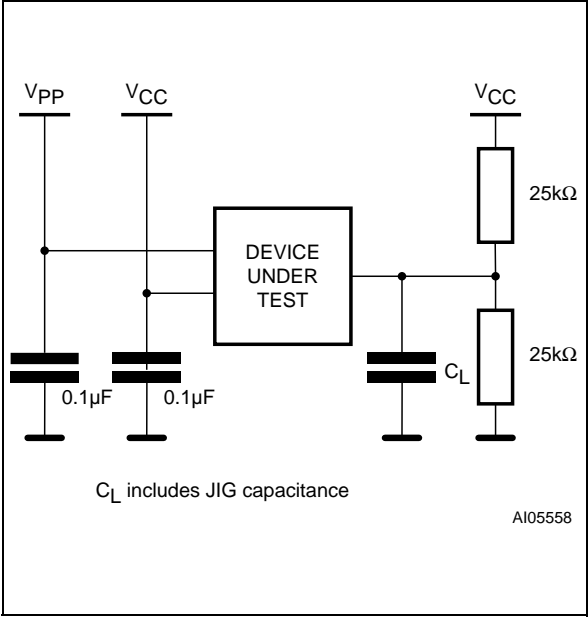 VPP
VCC
VCC
25kΩ
DEVICE
UNDER
TEST
25kΩ
CL
0.1µF
0.1µF
CL includes JIG capacitance
AI05558